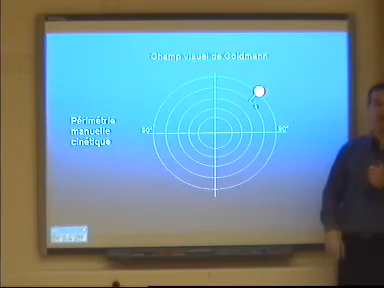 Champ visuel de Goldmann
Périmétrie
manuelle
cinétique
90°
90°